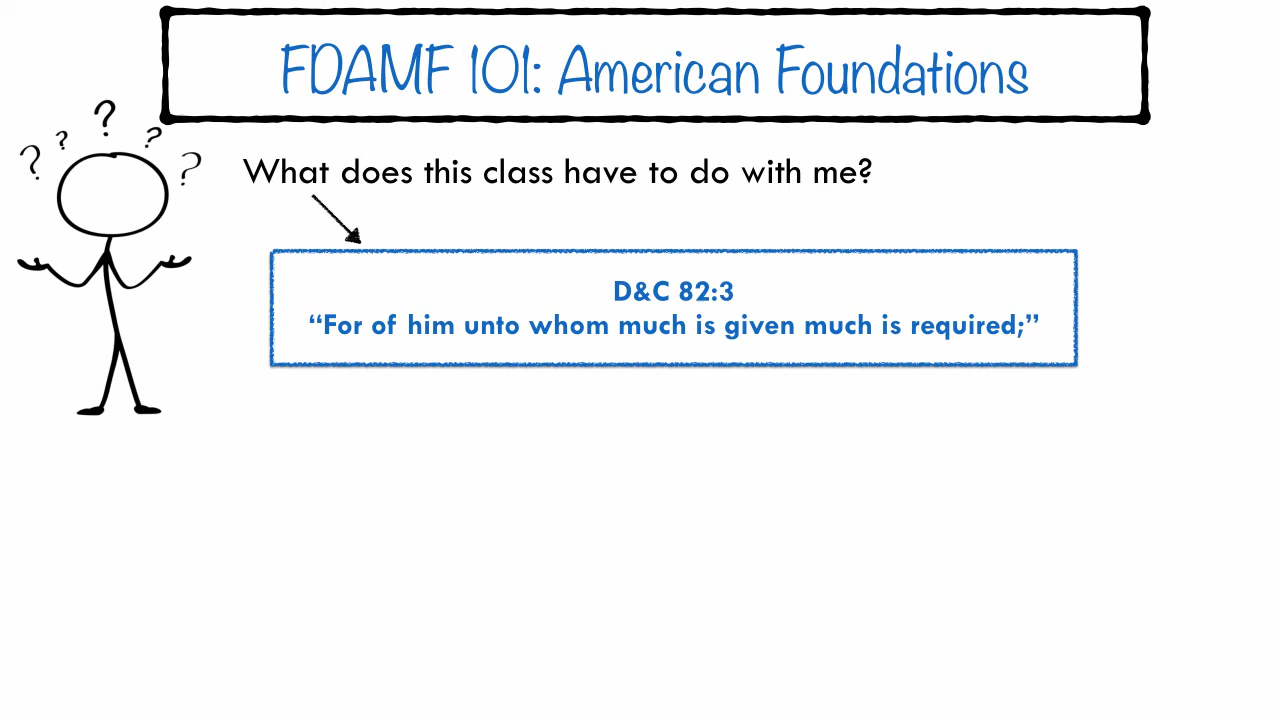 FDAMF 101: American Foundations
? ? ? ? ?
What does this class have to do with me?
D&C 82:3
“For of him unto whom much is given much is required;”